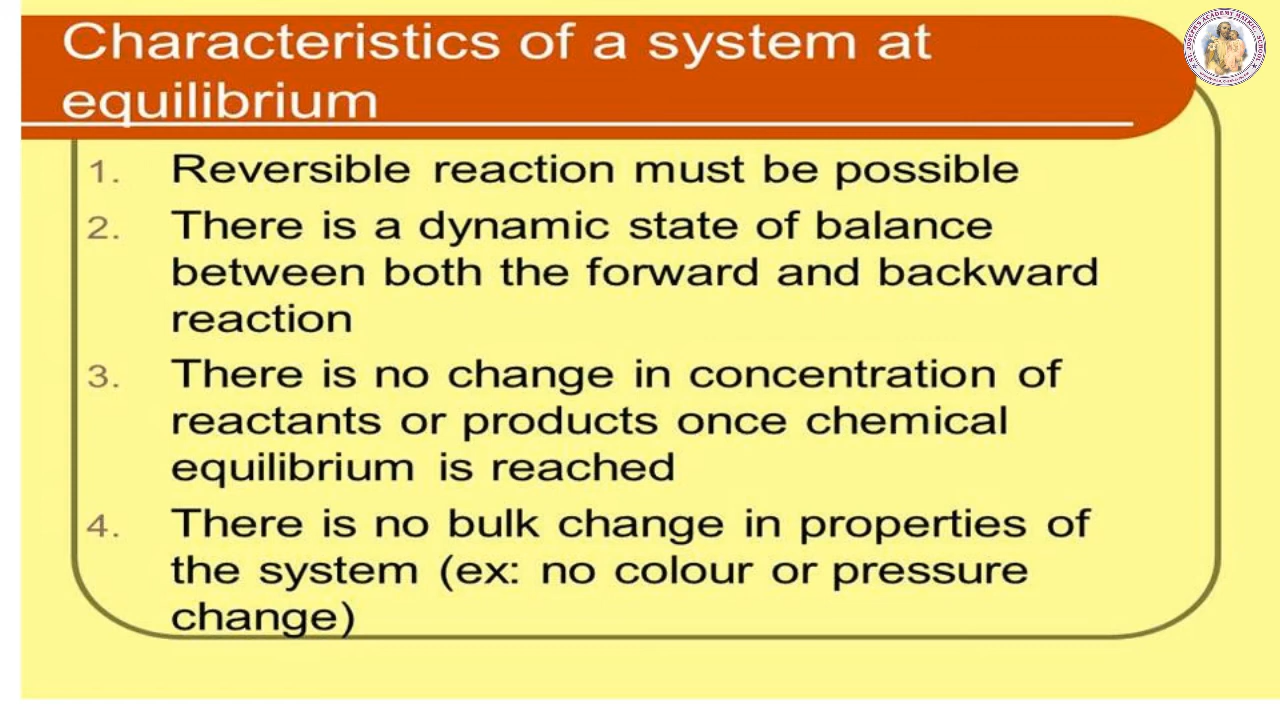 Characteristics of a system at
equilibrium
1. Reversible reaction must be possible
2. There is a dynamic state of balance
between both the forward and backward
reaction
3. There is no change in concentration of
reactants or products once chemical
equilibrium is reached
4. There is no bulk change in properties of
the system (ex: no colour or pressure
change)